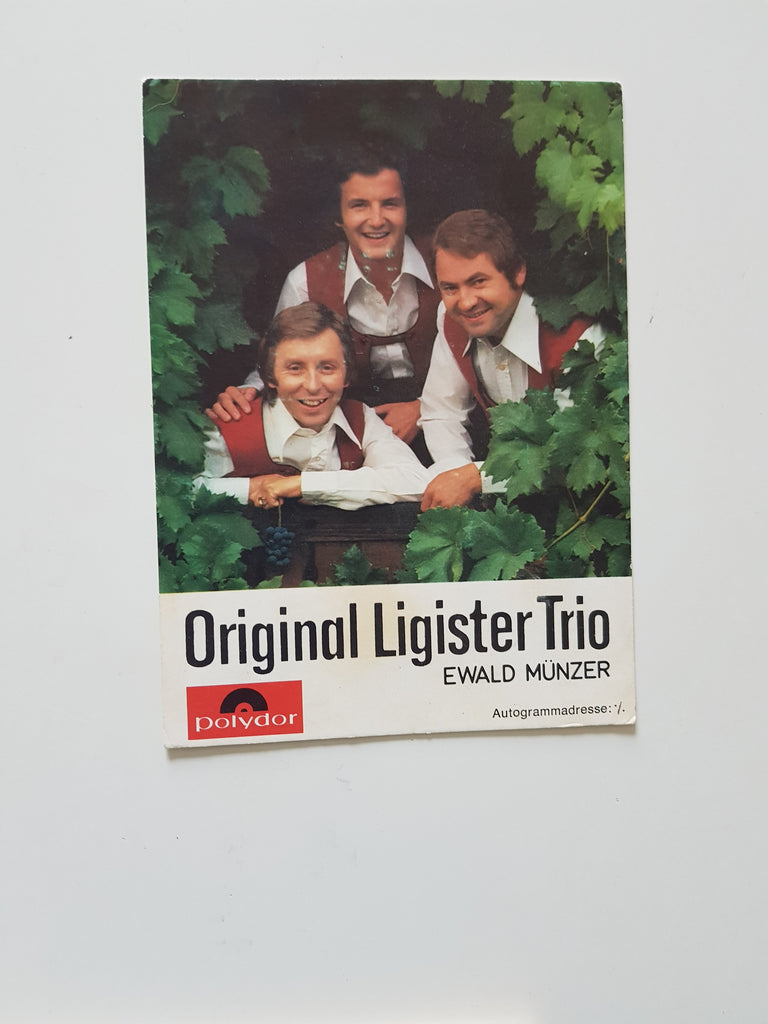 Original Ligister Trio
EWALD MÜNZER
polydor
Autogrammadresse: ·/.